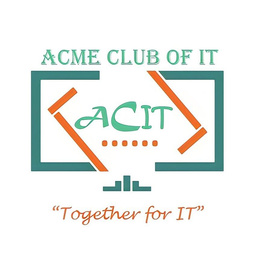 ACME CLUB OF IT
ACIT
“Together for IT”